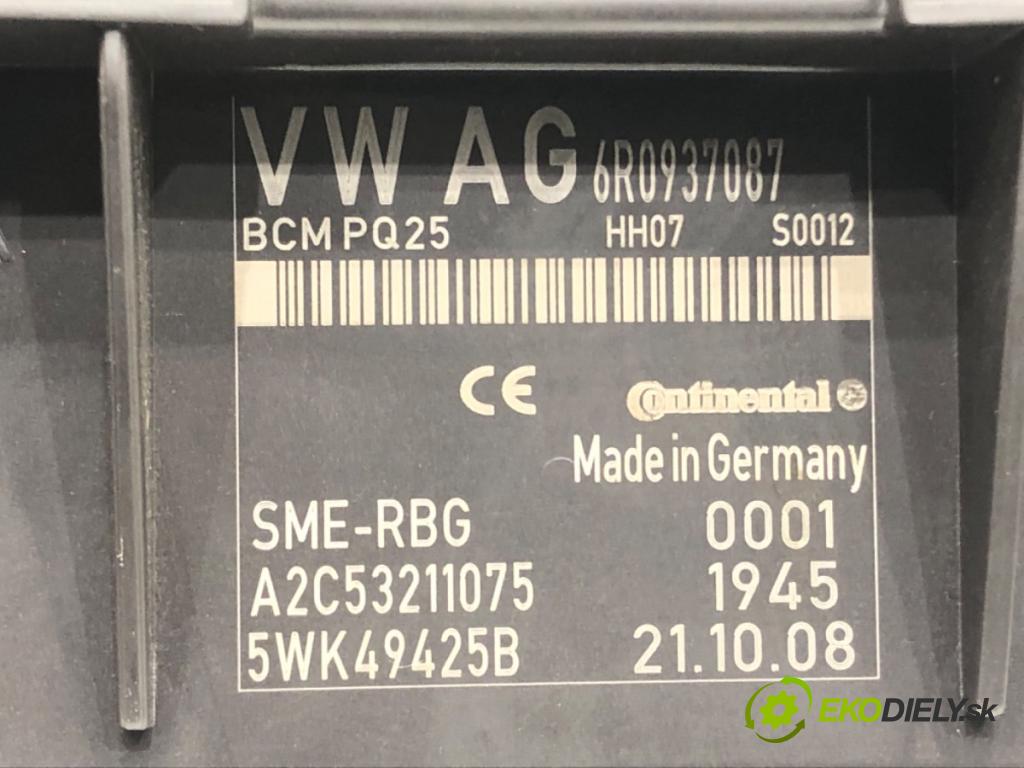 VW AG 6R0937087
BCM PQ25 HH07 S0012
CE Continental
Made in Germany
SME-RBG 0001
A2C53211075 1945
5WK49425B 21.10.08
EKODIELY.sk